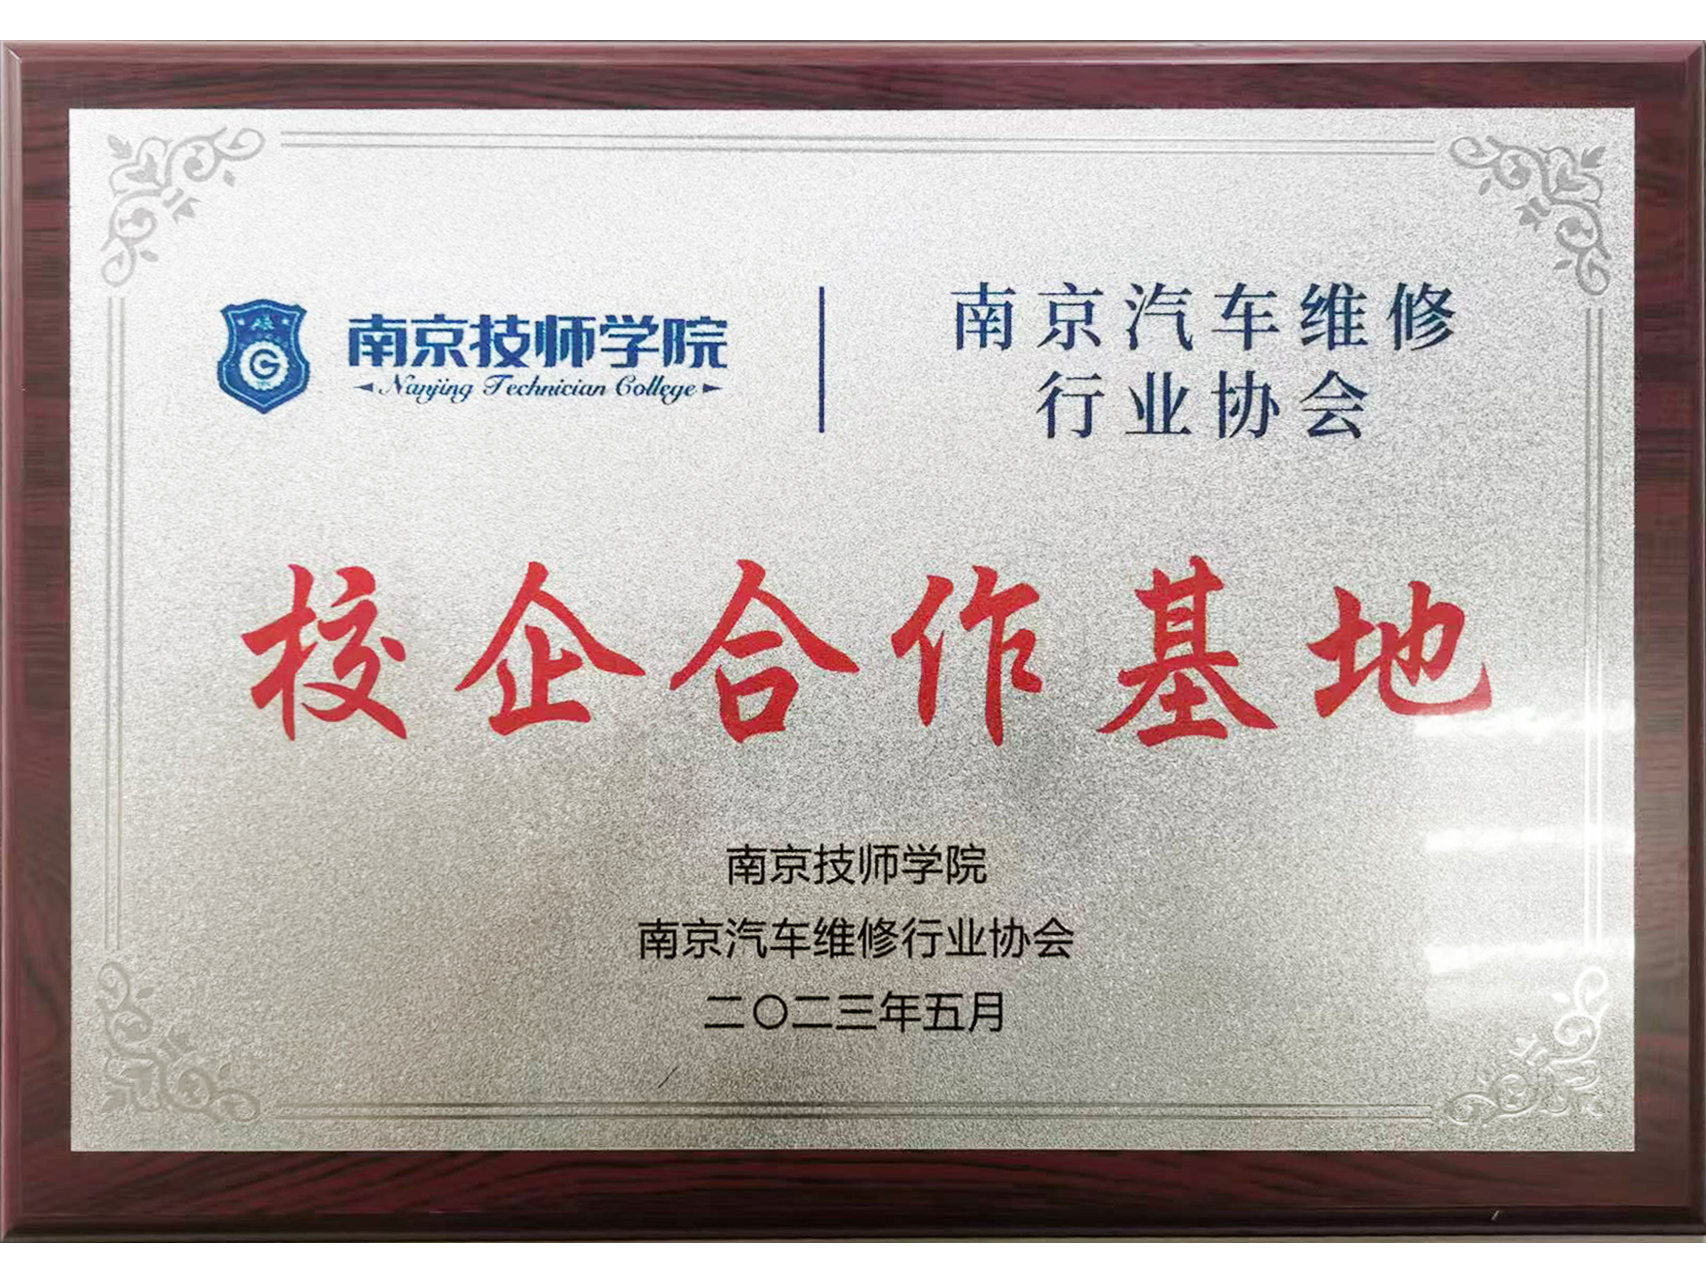 南京技师学院
Nanjing Technician College
南京汽车维修
行业协会
校企合作基地
南京技师学院
南京汽车维修行业协会
二〇二三年五月